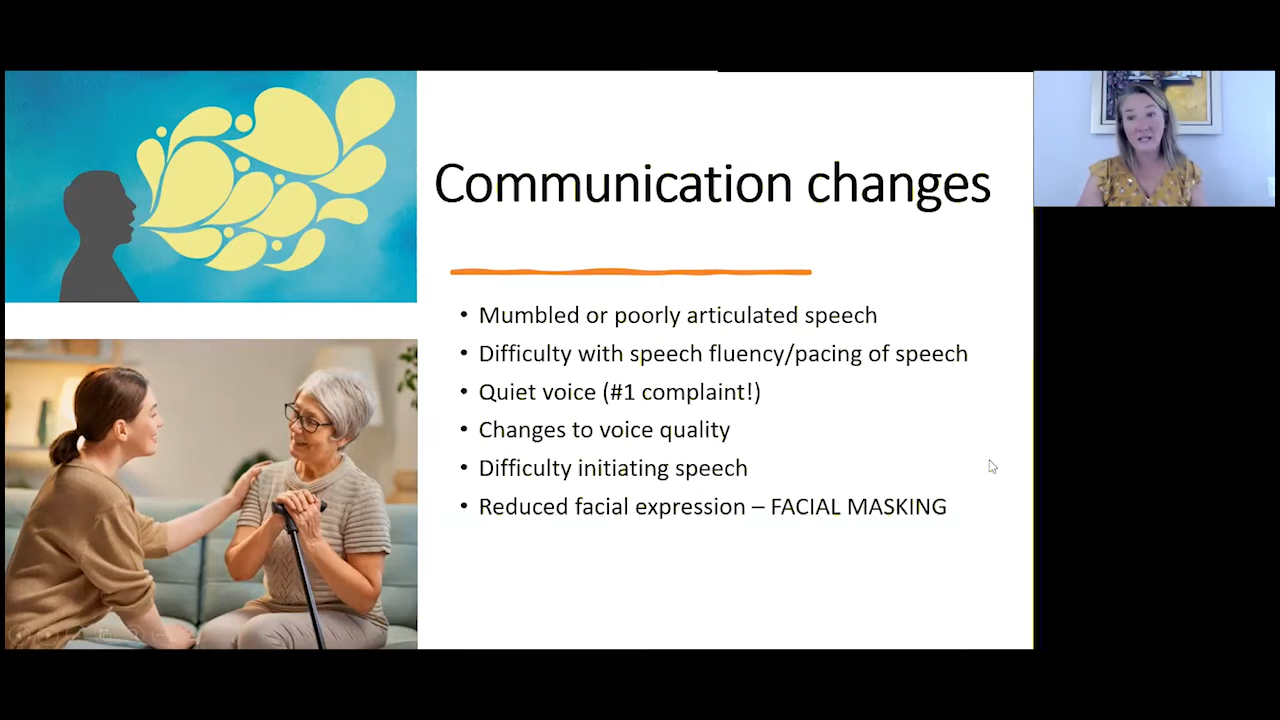 Communication changes
• Mumbled or poorly articulated speech
• Difficulty with speech fluency/pacing of speech
• Quiet voice (#1 complaint!)
• Changes to voice quality
• Difficulty initiating speech
• Reduced facial expression – FACIAL MASKING